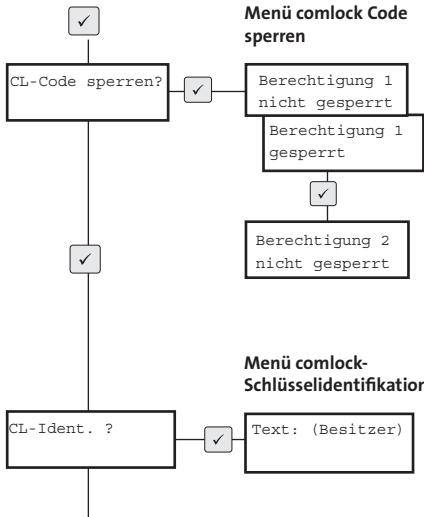 Menü comlock Code
sperren
CL-Code sperren?
Berechtigung 1
nicht gesperrt
Berechtigung 1
gesperrt
Berechtigung 2
nicht gesperrt
Menü comlock-
Schlüsselidentifikation
CL-Ident. ?
Text: (Besitzer)